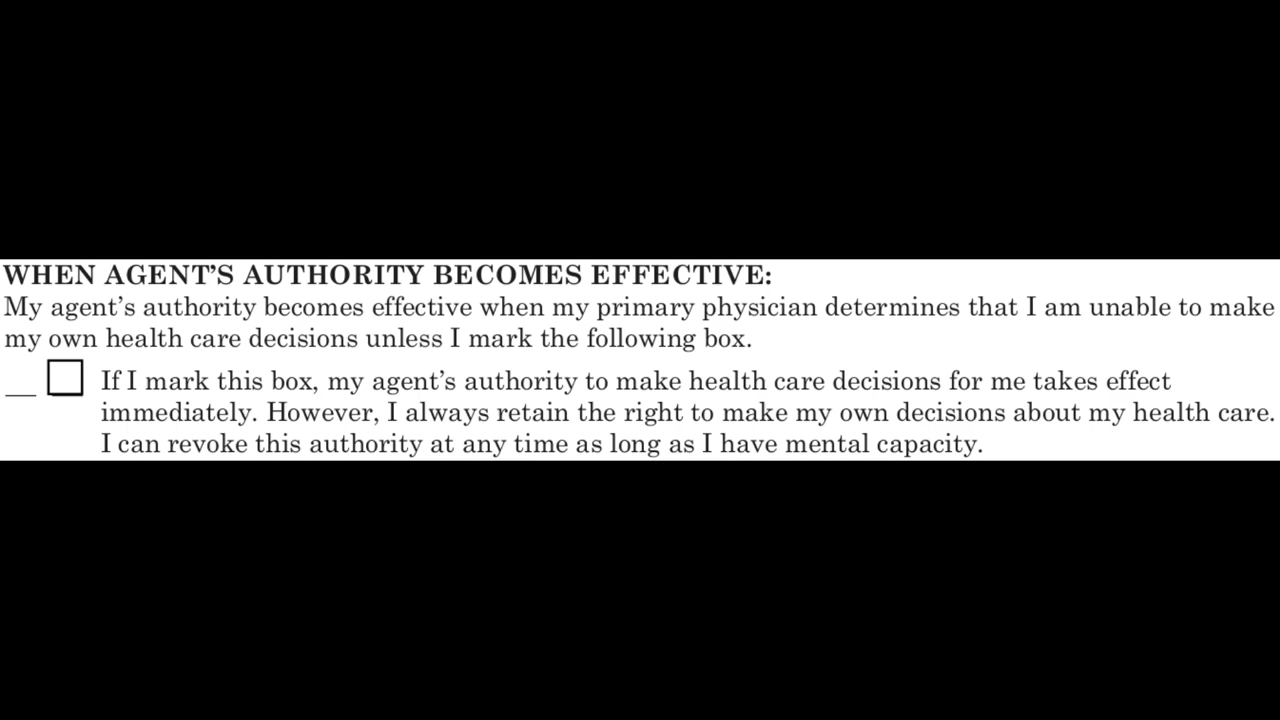 WHEN AGENT’S AUTHORITY BECOMES EFFECTIVE:
My agent’s authority becomes effective when my primary physician determines that I am unable to make
my own health care decisions unless I mark the following box.
__ ☐ If I mark this box, my agent’s authority to make health care decisions for me takes effect
immediately. However, I always retain the right to make my own decisions about my health care.
I can revoke this authority at any time as long as I have mental capacity.